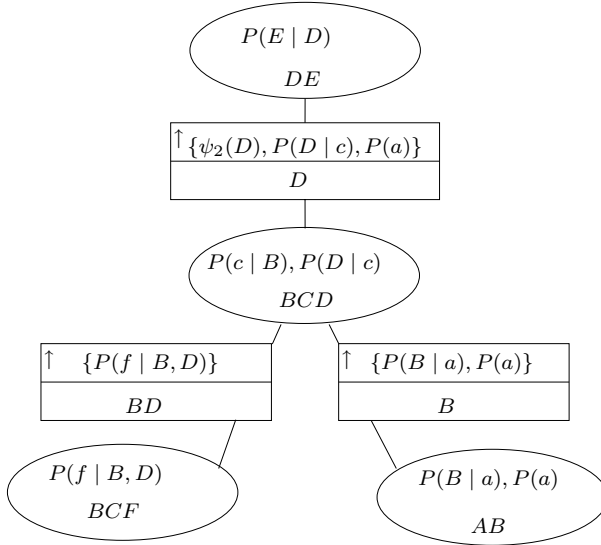 P(E | D)
DE
↑ {ψ₂(D), P(D | c), P(a)}
D
P(c | B), P(D | c)
BCD
↑ {P(f | B, D)}
↑ {P(B | a), P(a)}
BD
B
P(f | B, D)
P(B | a), P(a)
BCF
AB